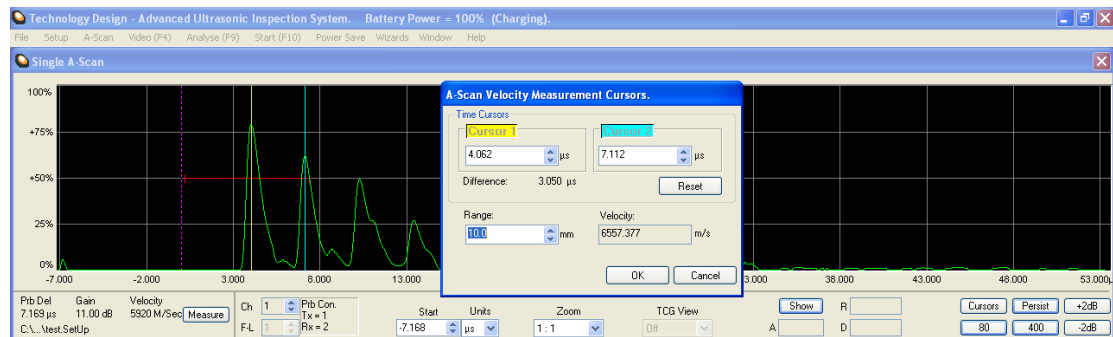 Technology Design - Advanced Ultrasonic Inspection System. Battery Power = 100% (Charging).
File Setup A-Scan Video (F4) Analyse (F9) Start (F10) Power Save Wizards Window Help
Single A-Scan
100%
+75%
+50%
25%
0%
-7.000 -2.000 3.000 8.000 13.000 3.000 38.000 43.000 48.000 53.000µ
A-Scan Velocity Measurement Cursors.
Time Cursors
Cursor 1 Cursor 2
4.062 µs 7.112 µs
Difference: 3.050 µs Reset
Range: Velocity:
10.0 mm 6557.377 m/s
OK Cancel
Prb Del Gain Velocity
7.169 µs 11.00 dB 5920 M/Sec Measure
C:\...\test.SetUp
Ch 1 Prb Con.
Tx = 1
F-L 1 Rx = 2
Start Units Zoom TCG View
-7.168 µs 1 : 1 Off
Show R Cursors Persist +2dB
A D 80 400 -2dB